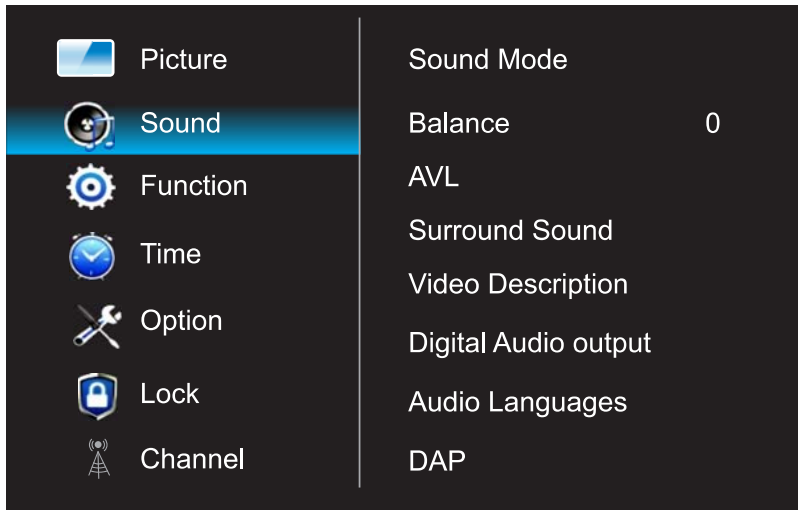 Picture
Sound
Function
Time
Option
Lock
Channel
Sound Mode
Balance 0
AVL
Surround Sound
Video Description
Digital Audio output
Audio Languages
DAP